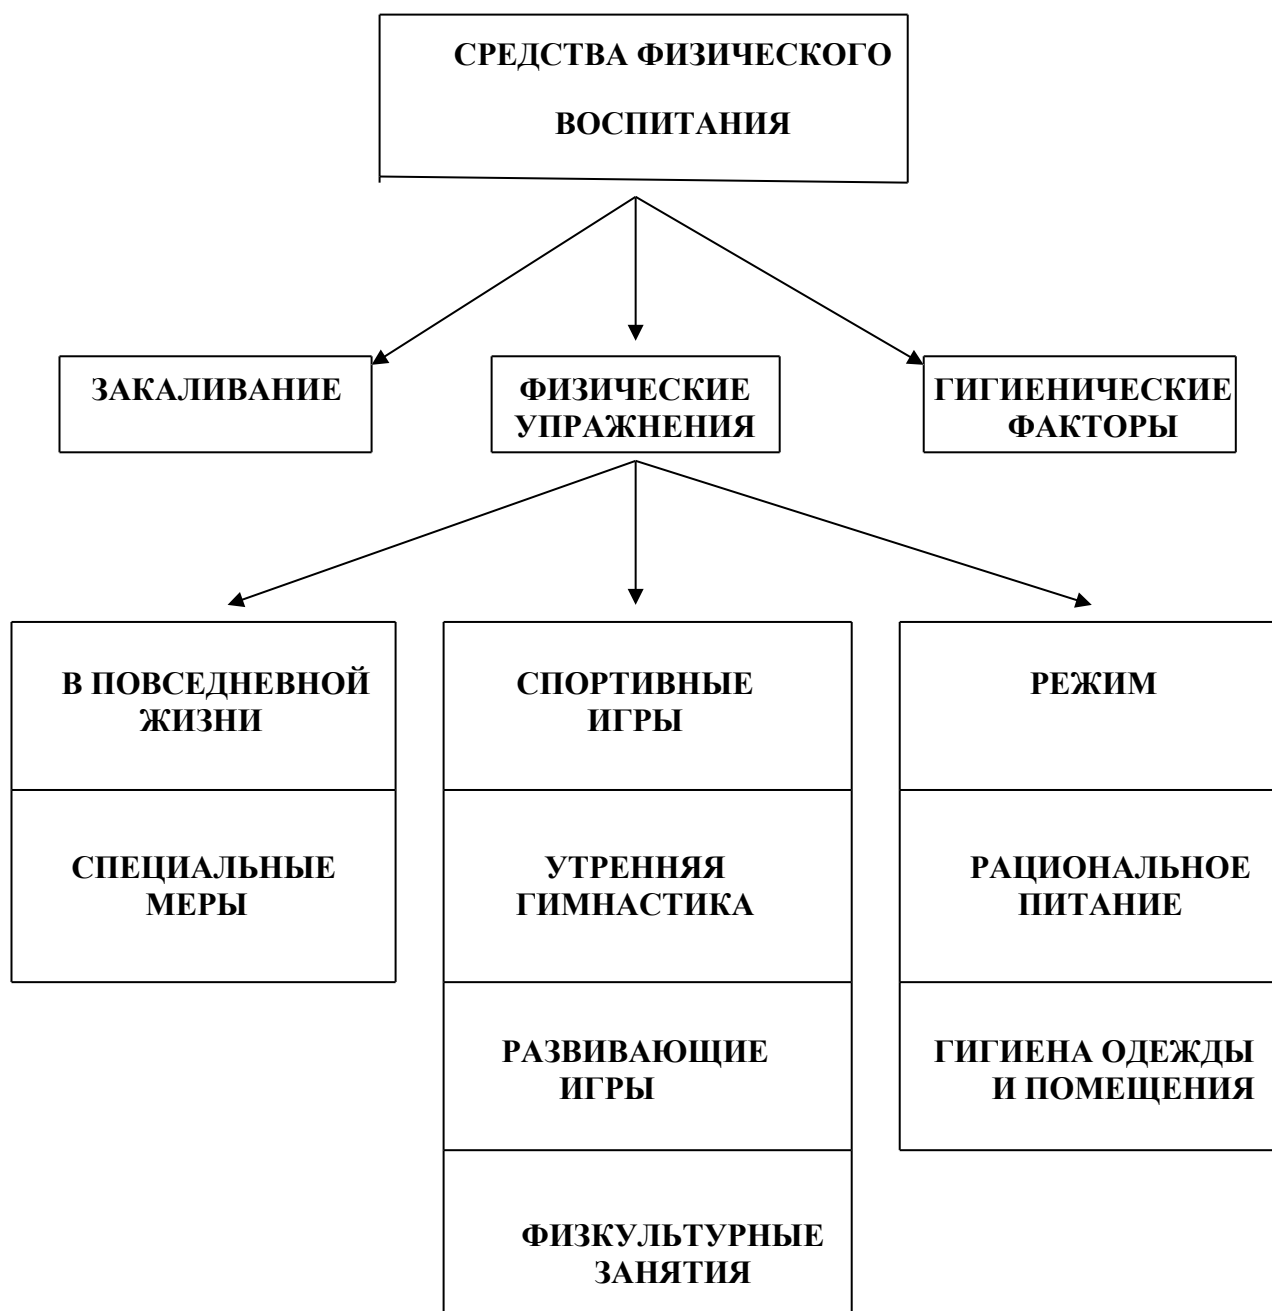 СРЕДСТВА ФИЗИЧЕСКОГО
ВОСПИТАНИЯ
ЗАКАЛИВАНИЕ
ФИЗИЧЕСКИЕ
УПРАЖНЕНИЯ
ГИГИЕНИЧЕСКИЕ
ФАКТОРЫ
В ПОВСЕДНЕВНОЙ
ЖИЗНИ
СПОРТИВНЫЕ
ИГРЫ
РЕЖИМ
СПЕЦИАЛЬНЫЕ
МЕРЫ
УТРЕННЯЯ
ГИМНАСТИКА
РАЦИОНАЛЬНОЕ
ПИТАНИЕ
РАЗВИВАЮЩИЕ
ИГРЫ
ГИГИЕНА ОДЕЖДЫ
И ПОМЕЩЕНИЯ
ФИЗКУЛЬТУРНЫЕ
ЗАНЯТИЯ